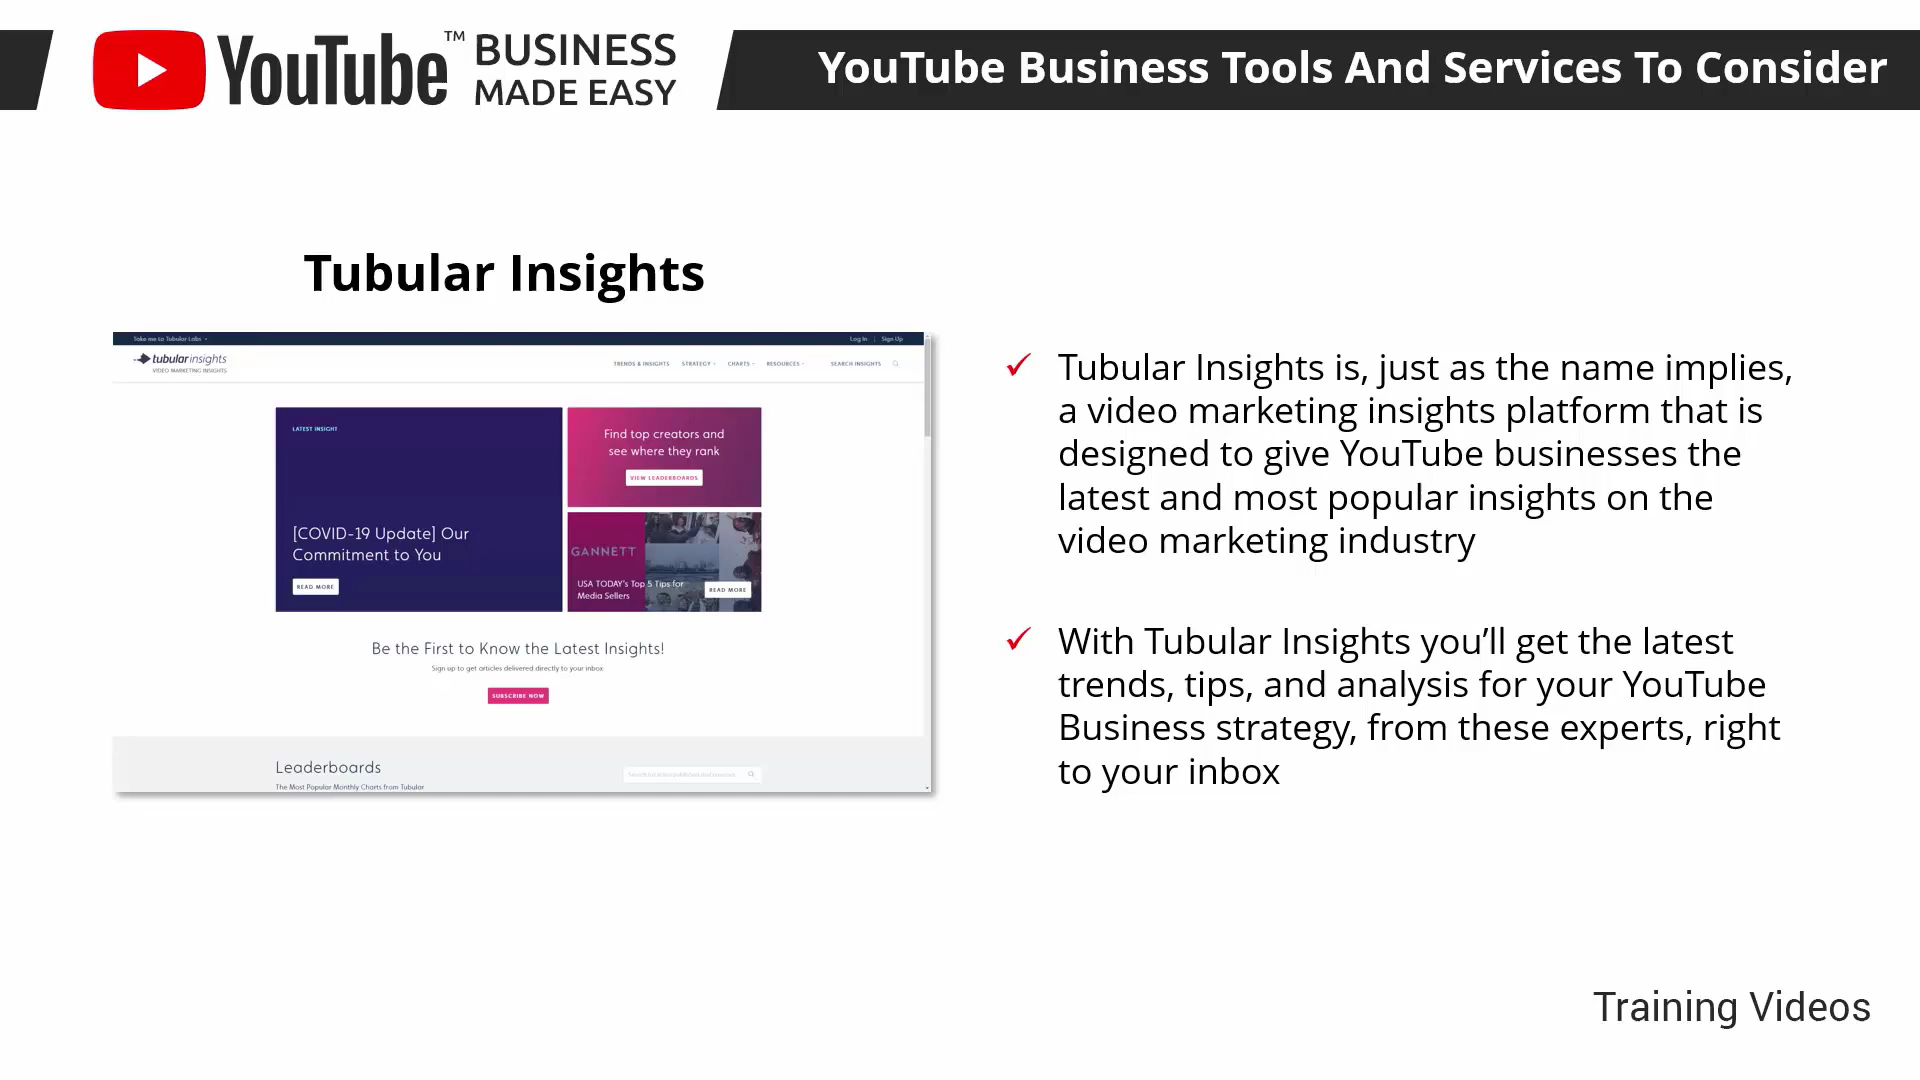 YouTube™ BUSINESS
MADE EASY
YouTube Business Tools And Services To Consider
Tubular Insights
Take me to Tubular Labs
Log In | Sign Up
tubular insights
VIDEO MARKETING INSIGHTS
TRENDS & INSIGHTS STRATEGY CHARTS RESOURCES SEARCH INSIGHTS
LATEST INSIGHT
[COVID-19 Update] Our
Commitment to You
READ MORE
Find top creators and
see where they rank
VIEW LEADERBOARDS
GANNETT
USA TODAY's Top 5 Tips for
Media Sellers
READ MORE
Be the First to Know the Latest Insights!
Sign up to get articles delivered directly to your inbox
SUBSCRIBE NOW
Leaderboards
The Most Popular Monthly Charts from Tubular
✓ Tubular Insights is, just as the name implies,
a video marketing insights platform that is
designed to give YouTube businesses the
latest and most popular insights on the
video marketing industry
✓ With Tubular Insights you’ll get the latest
trends, tips, and analysis for your YouTube
Business strategy, from these experts, right
to your inbox
Training Videos